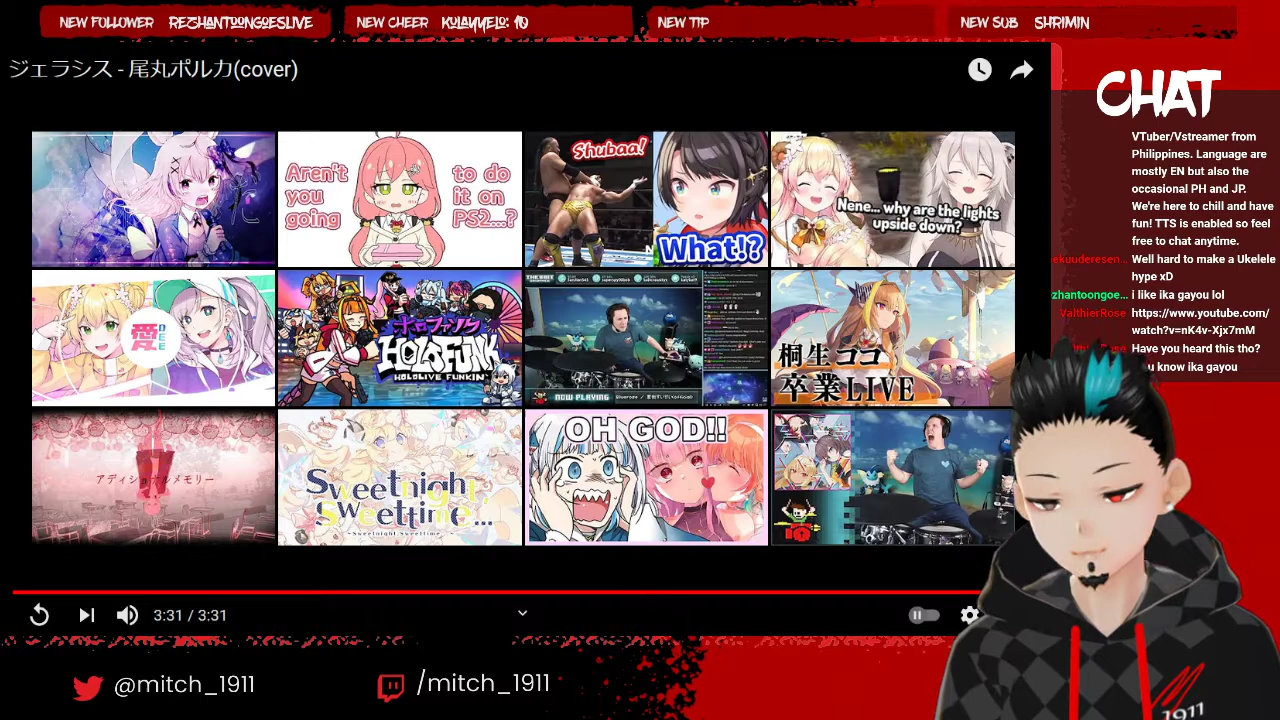 NEW FOLLOWER REZHANTOONGOESLIVE
NEW CHEER KULAYYELO: 10
NEW TIP
NEW SUB SHRIMIN
ジェラシス - 尾丸ポルカ(cover)
CHAT
VTuber/Vstreamer from
Philippines. Language are
mostly EN but also the
occasional PH and JP.
We're here to chill and have
fun! TTS is enabled so feel
free to chat anytime.
ekuuderesen... Well hard to make a Ukelele
type xD
zhantoongoe... i like ika gayou lol
ValthierRose https://www.youtube.com/
watch?v=nK4v-Xjx7mM
Have you heard this tho?
u know ika gayou
Aren't
you
going
to do
it on
PS2...?
Shubaa!
What!?
Nene... why are the lights
upside down?
愛
DEE
HOLOFUNK
HOLOLIVE FUNKIN'
NOW PLAYING
桐生ココ
卒業LIVE
アディショナルメモリー
Sweetnight,
Sweettime
~Sweetnight, Sweettime~
OH GOD!!
3:31 / 3:31
@mitch_1911
/mitch_1911
1911